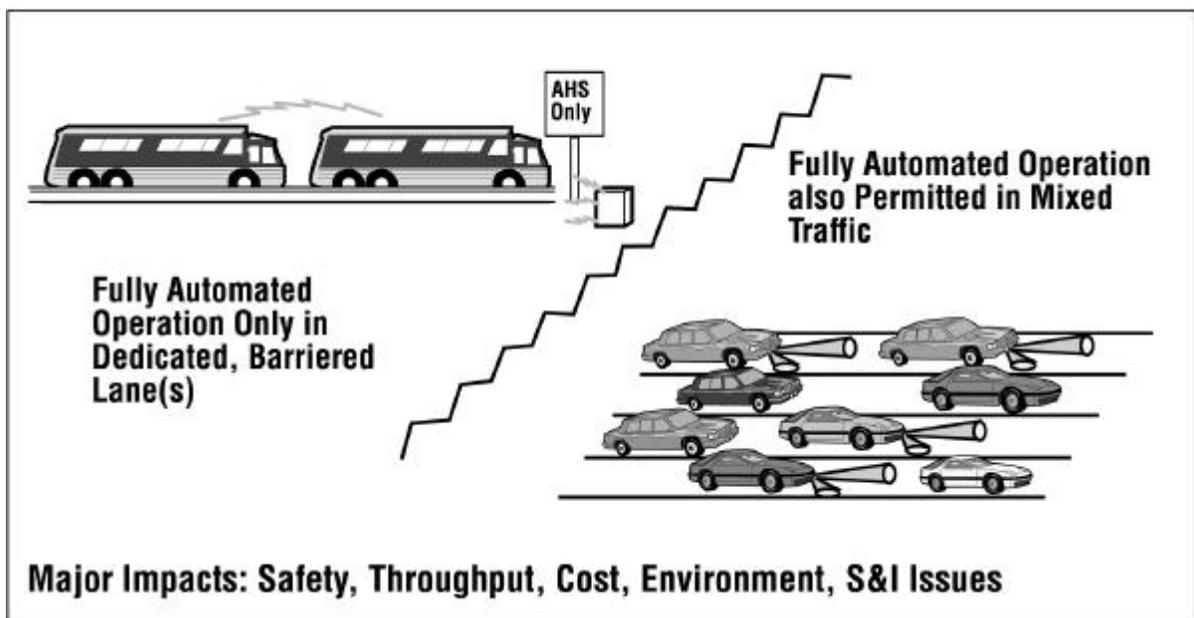 AHS
Only
Fully Automated Operation
also Permitted in Mixed
Traffic
Fully Automated
Operation Only in
Dedicated, Barriered
Lane(s)
Major Impacts: Safety, Throughput, Cost, Environment, S&I Issues